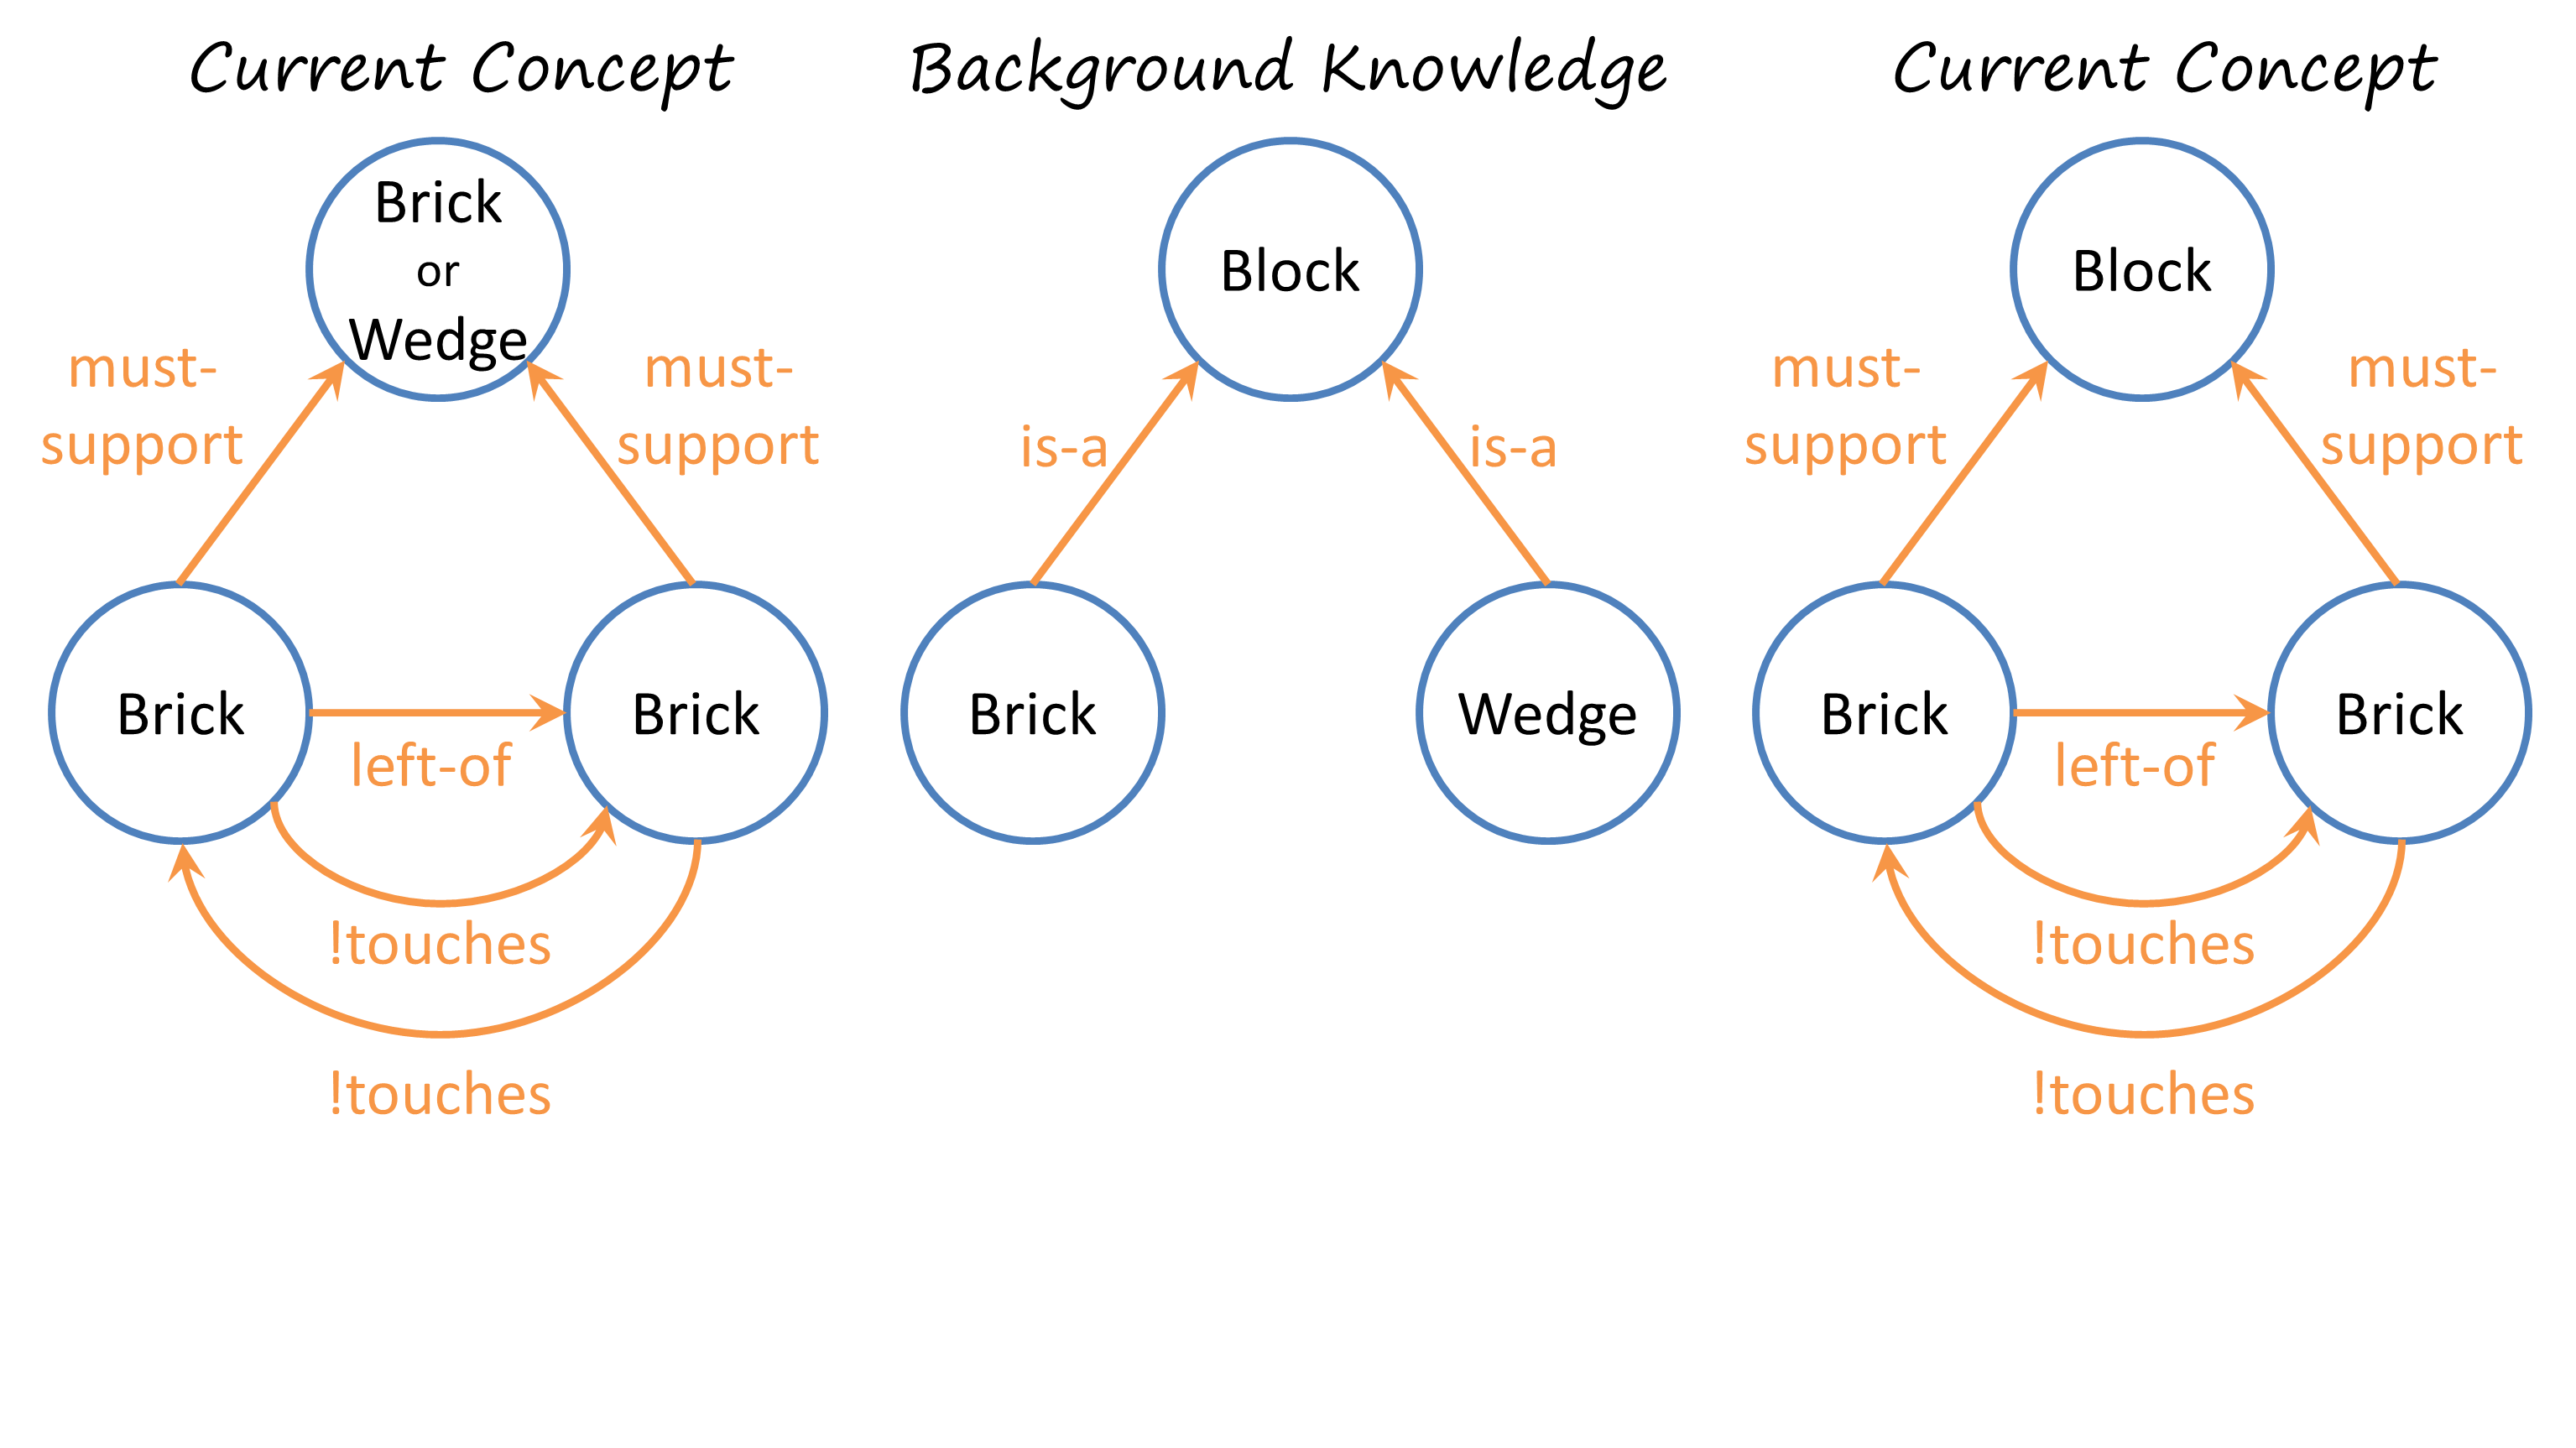 Current Concept
Background Knowledge
Current Concept
Brick
or
Wedge
must-
support
must-
support
Brick
left-of
Brick
!touches
!touches
Block
is-a
is-a
Brick
Wedge
Block
must-
support
must-
support
Brick
left-of
Brick
!touches
!touches